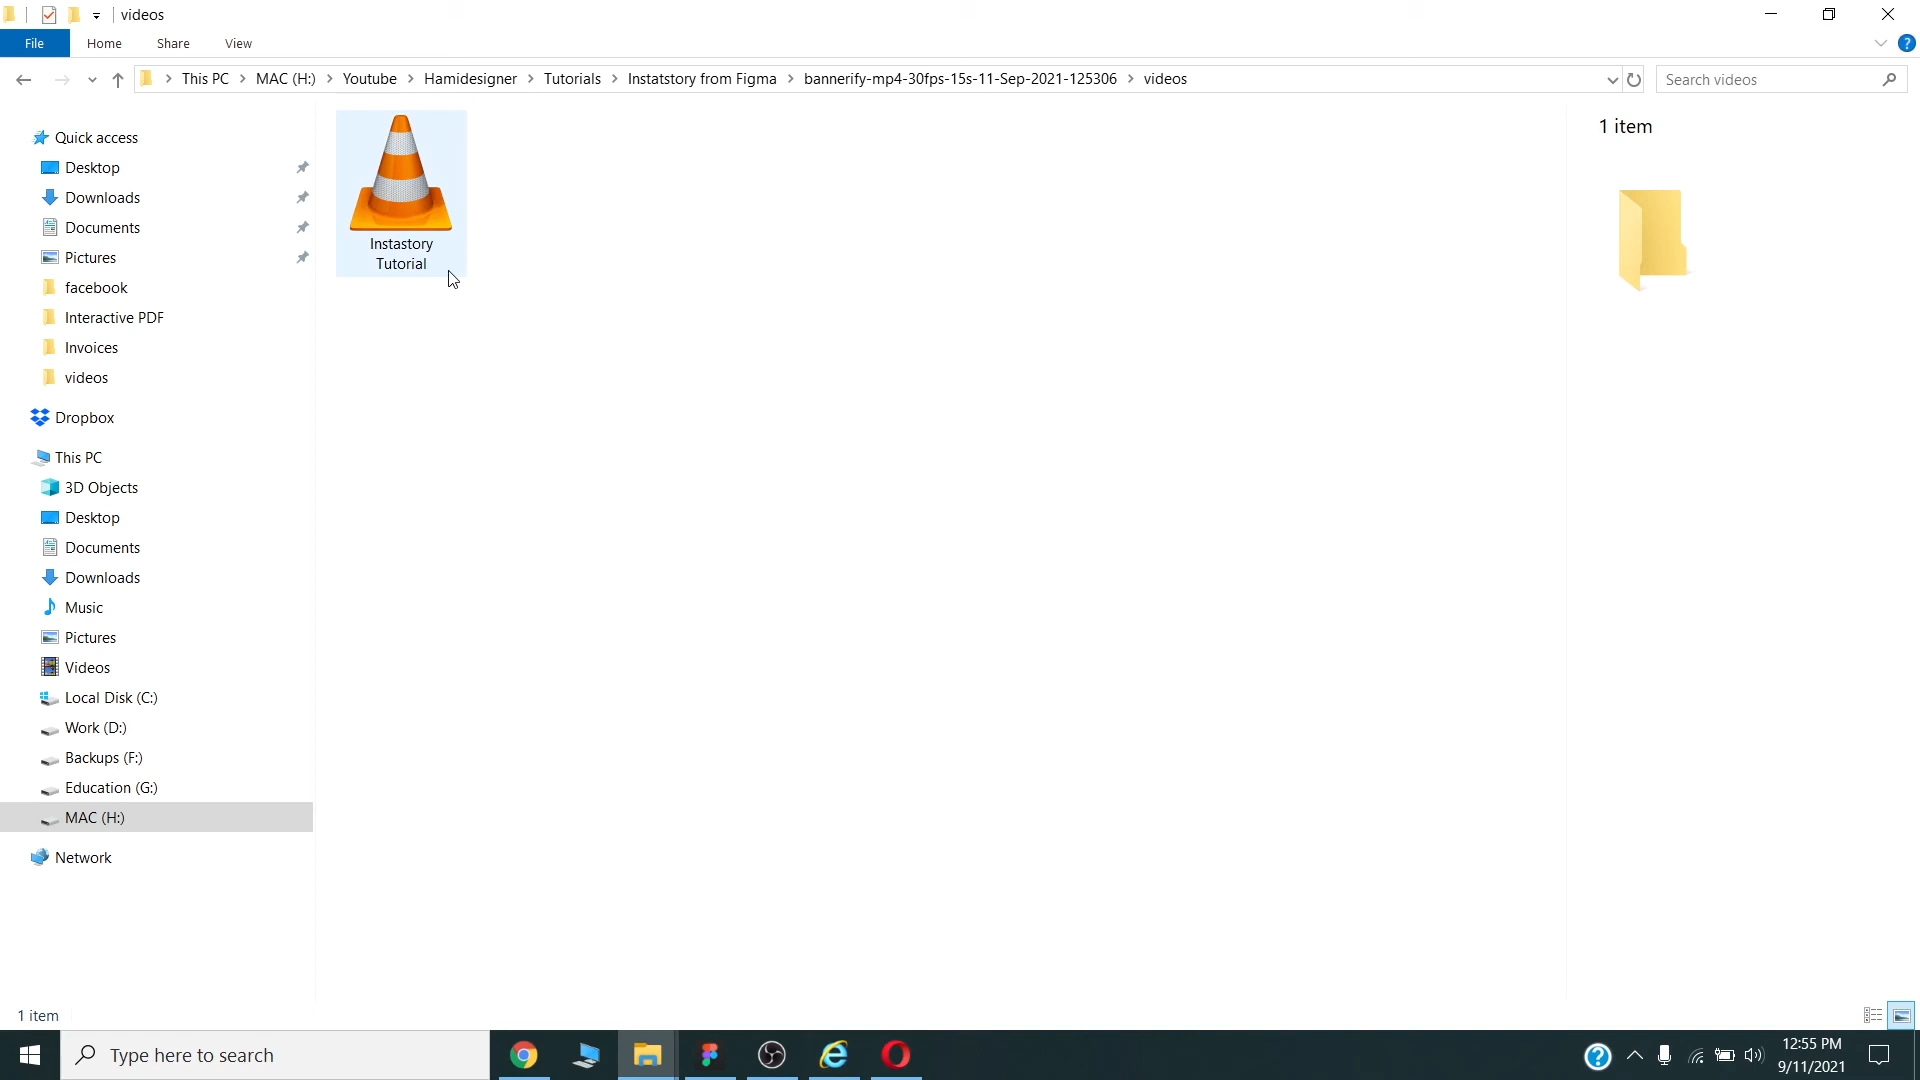 videos
File Home Share View
This PC MAC (H:) Youtube Hamidesigner Tutorials Instatstory from Figma bannerify-mp4-30fps-15s-11-Sep-2021-125306 videos
Search videos
Quick access
Desktop
Downloads
Documents
Pictures
facebook
Interactive PDF
Invoices
videos
Dropbox
This PC
3D Objects
Desktop
Documents
Downloads
Music
Pictures
Videos
Local Disk (C:)
Work (D:)
Backups (F:)
Education (G:)
MAC (H:)
Network
Instastory
Tutorial
1 item
1 item
Type here to search
12:55 PM
9/11/2021